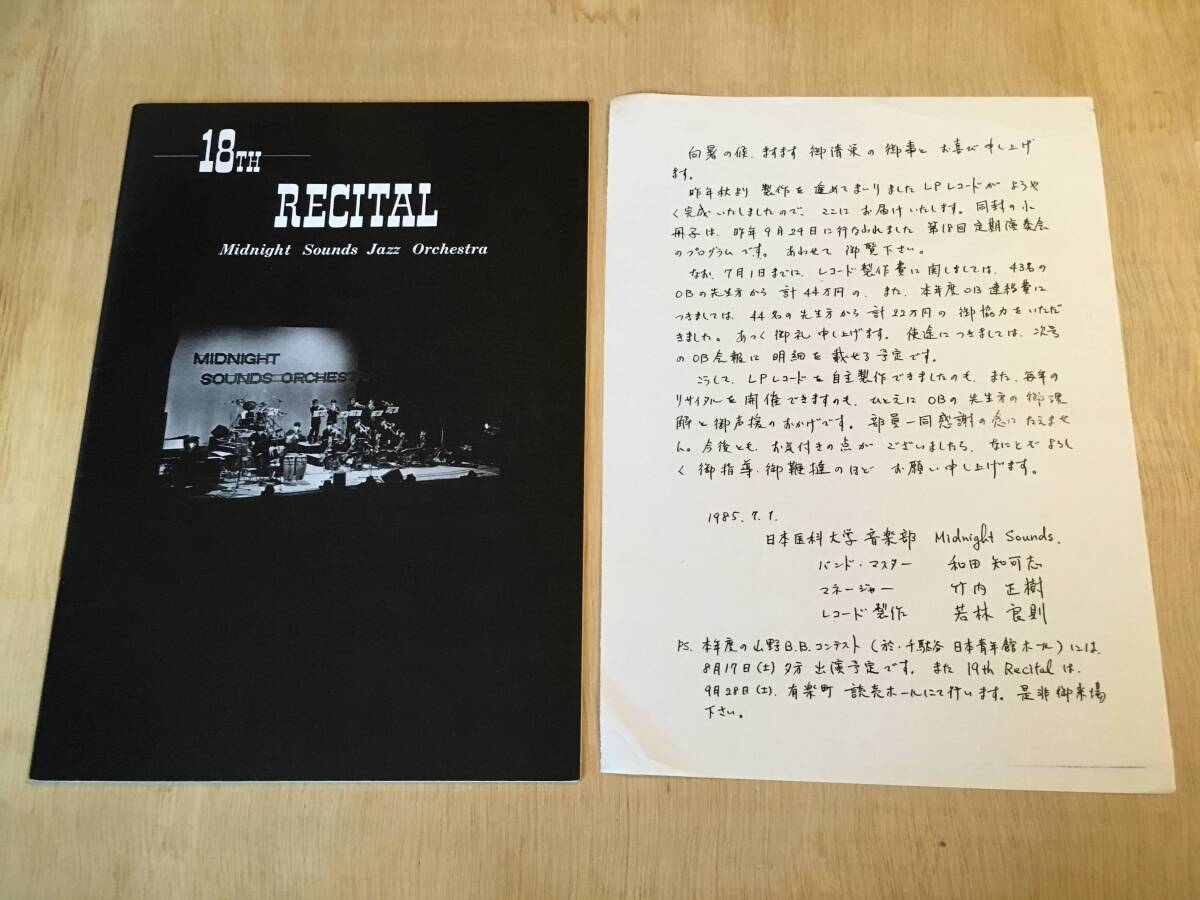 18TH
RECITAL
Midnight Sounds Jazz Orchestra
MIDNIGHT
SOUNDS ORCHESTRA
向暑の候、ますます御清栄の御事とお喜び申し上げ
ます。
昨年秋より製作を進めてまいりましたLPレコードがようや
く完成いたしましたので、ここにお届けいたします。同封の小
冊子は、昨年9月29日に行なわれました第18回定期演奏会
のプログラムです。あわせて御覧下さい。
なお、7月1日までに、レコード製作費に関しましては、43名の
OBの先生方から計44万円の、また、本年度OB連絡費に
つきましては、44名の先生方から計22万円の御協力をいただ
きました。あつく御礼申し上げます。使途につきましては、次号
のOB会報に明細を載せる予定です。
こうして、LPレコードを自主製作できましたのも、また、毎年の
リサイタルを開催できますのも、ひとえにOBの先生方の御理
解と御声援のおかげです。部員一同感謝の念にたえませ
ん。今後とも、お気付きの点がございましたら、なにとぞよろし
く御指導・御鞭撻のほどお願い申し上げます。
1985.7.1.
日本医科大学音楽部 Midnight Sounds.
バンド・マスター 和田知可志
マネージャー 竹内正樹
レコード製作 若林良則
PS. 本年度の山野B.B.コンテスト(於・千駄谷日本青年館ホール)には、
8月17日(土)夕方出演予定です。また19th Recitalは、
9月28日(土)、有楽町読売ホールにて行います。是非御来場
下さい。